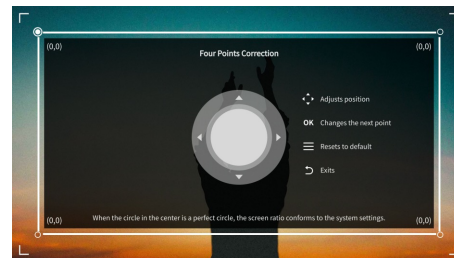 (0,0)
(0,0)
Four Points Correction
Adjusts position
OK Changes the next point
Resets to default
Exits
(0,0)
When the circle in the center is a perfect circle, the screen ratio conforms to the system settings.
(0,0)